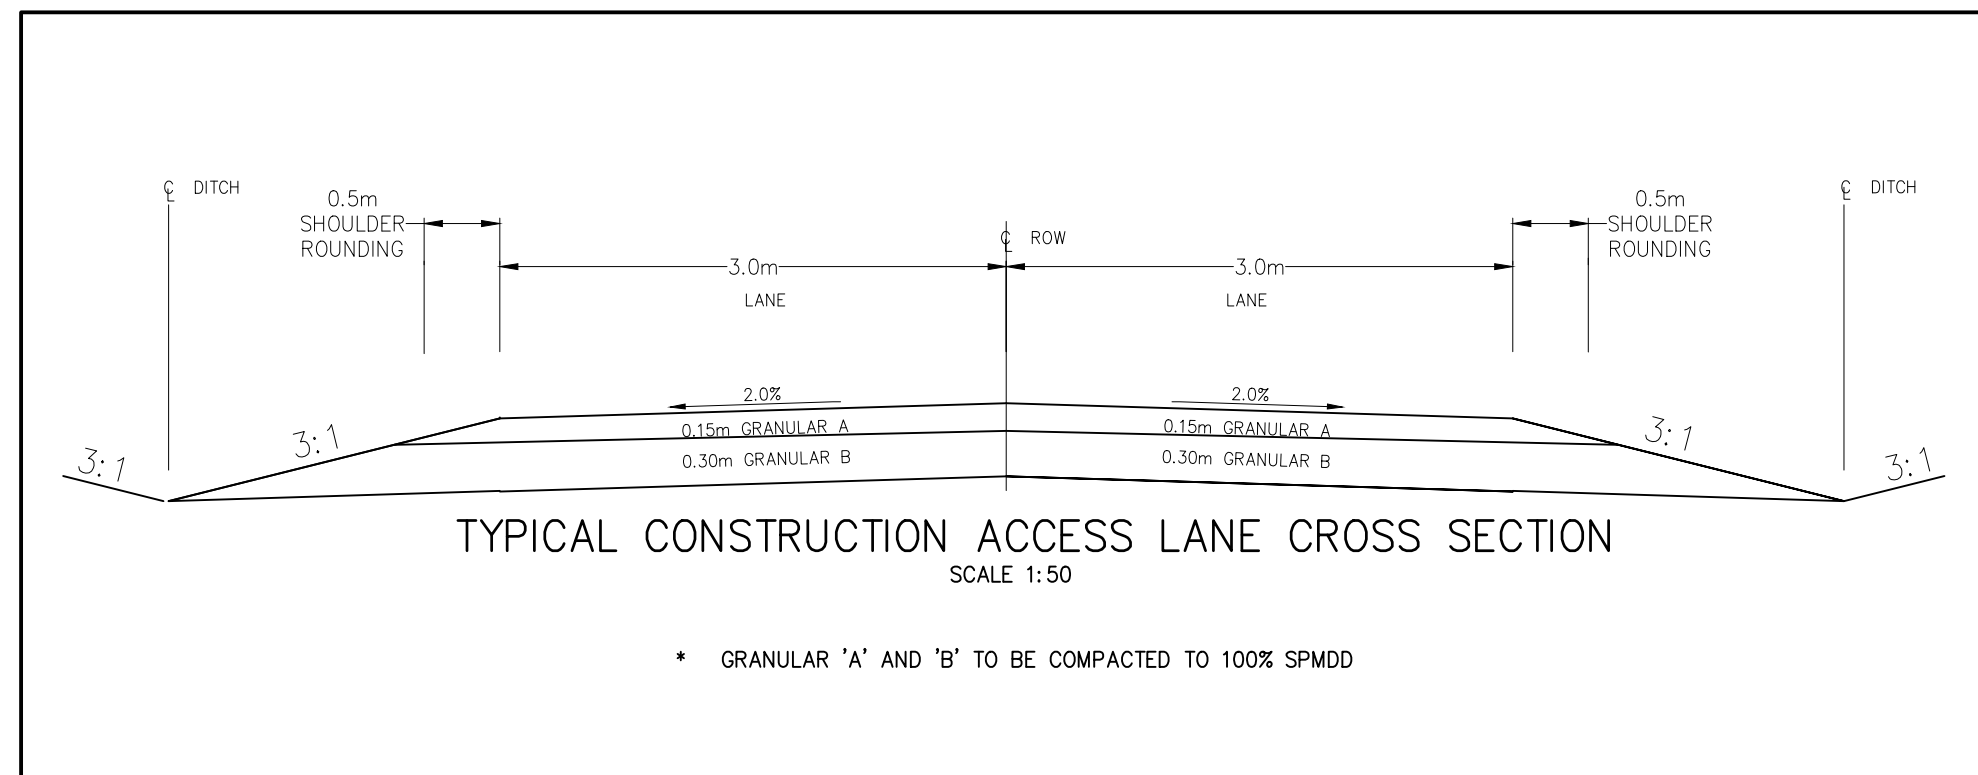 ℄ DITCH
0.5m
SHOULDER
ROUNDING
℄ ROW
3.0m
LANE
3.0m
LANE
0.5m
SHOULDER
ROUNDING
℄ DITCH
2.0%
2.0%
0.15m GRANULAR A
0.15m GRANULAR A
0.30m GRANULAR B
0.30m GRANULAR B
3:1
3:1
3:1
3:1
TYPICAL CONSTRUCTION ACCESS LANE CROSS SECTION
SCALE 1:50
* GRANULAR 'A' AND 'B' TO BE COMPACTED TO 100% SPMDD